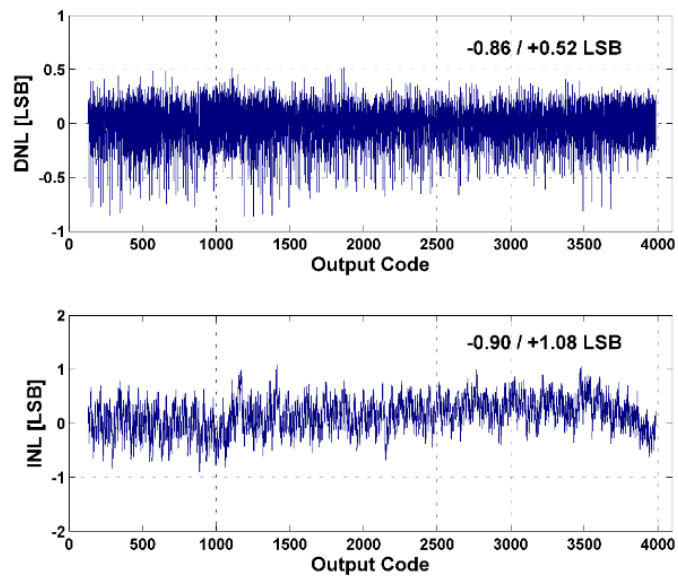 -0.86 / +0.52 LSB
DNL [LSB]
1
0.5
0
-0.5
-1
0 500 1000 1500 2000 2500 3000 3500 4000
Output Code
-0.90 / +1.08 LSB
INL [LSB]
2
1
0
-1
-2
0 500 1000 1500 2000 2500 3000 3500 4000
Output Code